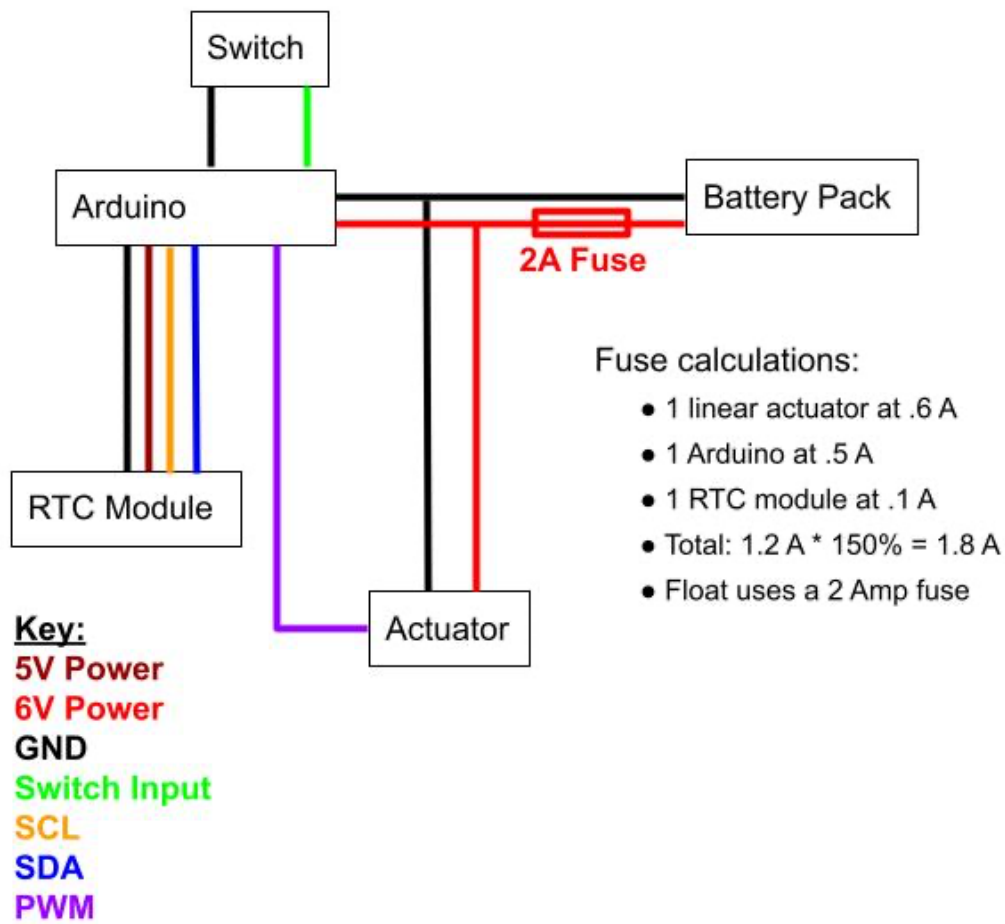 Switch
Arduino
Battery Pack
2A Fuse
Fuse calculations:
● 1 linear actuator at .6 A
● 1 Arduino at .5 A
● 1 RTC module at .1 A
● Total: 1.2 A * 150% = 1.8 A
● Float uses a 2 Amp fuse
RTC Module
Actuator
Key:
5V Power
6V Power
GND
Switch Input
SCL
SDA
PWM